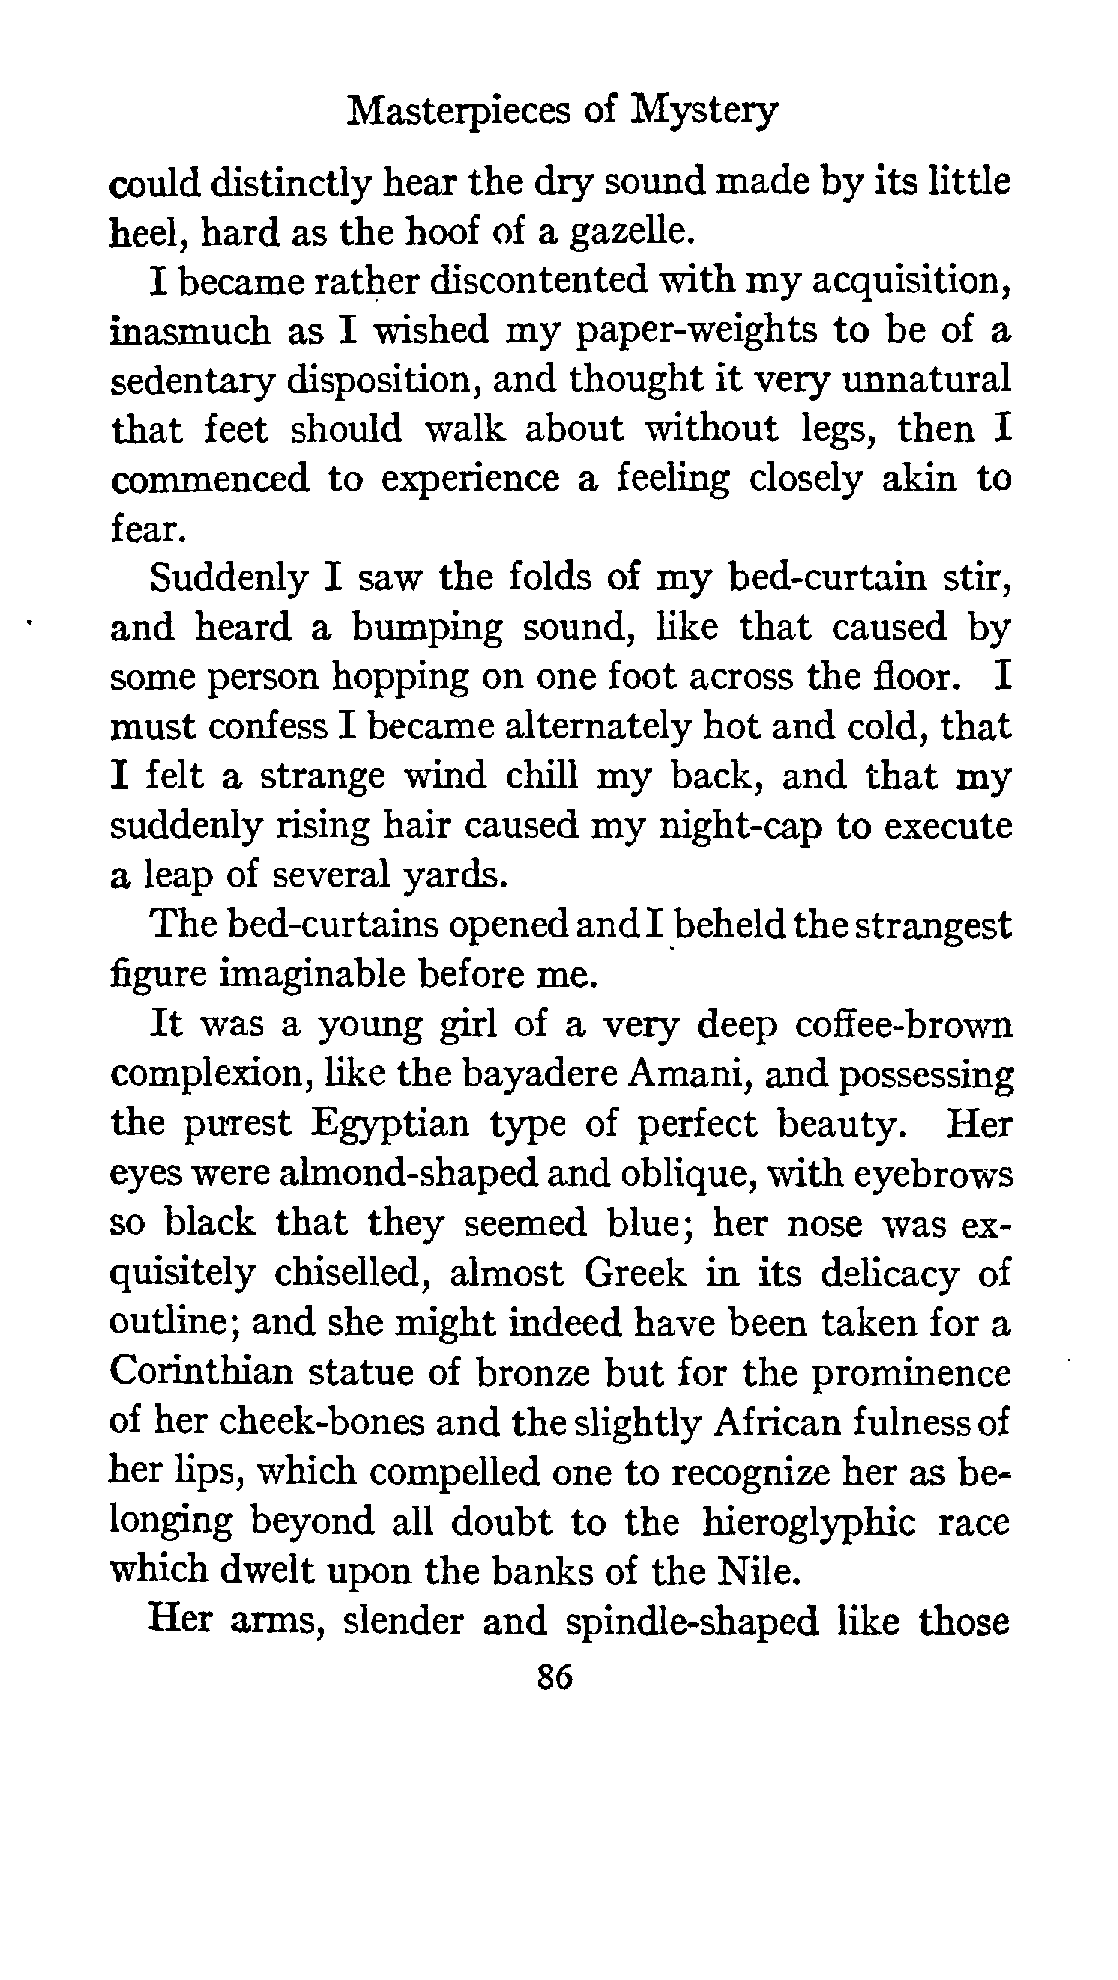 Masterpieces of Mystery
could distinctly hear the dry sound made by its little
heel, hard as the hoof of a gazelle.
I became rather discontented with my acquisition,
inasmuch as I wished my paper-weights to be of a
sedentary disposition, and thought it very unnatural
that feet should walk about without legs, then I
commenced to experience a feeling closely akin to
fear.
Suddenly I saw the folds of my bed-curtain stir,
and heard a bumping sound, like that caused by
some person hopping on one foot across the floor. I
must confess I became alternately hot and cold, that
I felt a strange wind chill my back, and that my
suddenly rising hair caused my night-cap to execute
a leap of several yards.
The bed-curtains opened and I beheld the strangest
figure imaginable before me.
It was a young girl of a very deep coffee-brown
complexion, like the bayadere Amani, and possessing
the purest Egyptian type of perfect beauty. Her
eyes were almond-shaped and oblique, with eyebrows
so black that they seemed blue; her nose was ex-
quisitely chiselled, almost Greek in its delicacy of
outline; and she might indeed have been taken for a
Corinthian statue of bronze but for the prominence
of her cheek-bones and the slightly African fulness of
her lips, which compelled one to recognize her as be-
longing beyond all doubt to the hieroglyphic race
which dwelt upon the banks of the Nile.
Her arms, slender and spindle-shaped like those
86